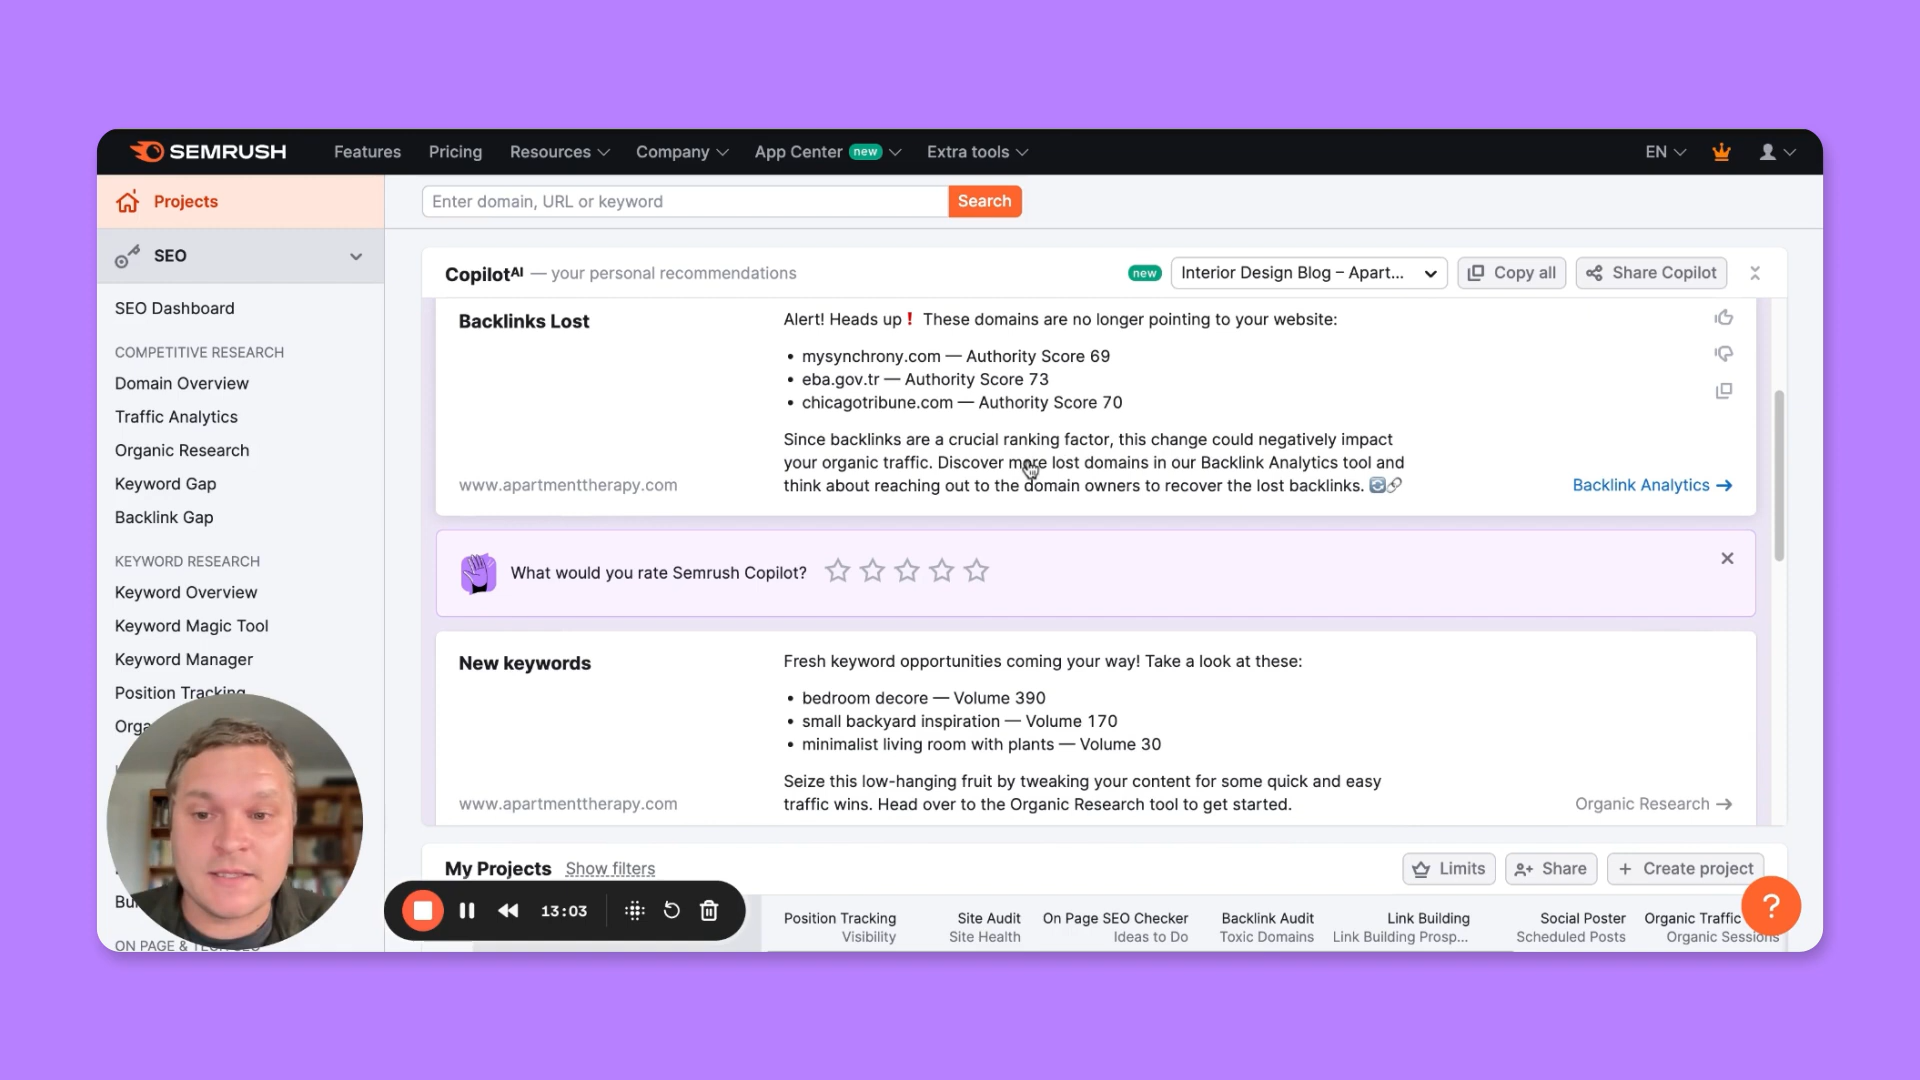 SEMRUSH
Features
Pricing
Resources
Company
App Center new
Extra tools
EN
Projects
Enter domain, URL or keyword
Search
SEO
SEO Dashboard
COMPETITIVE RESEARCH
Domain Overview
Traffic Analytics
Organic Research
Keyword Gap
Backlink Gap
KEYWORD RESEARCH
Keyword Overview
Keyword Magic Tool
Keyword Manager
Position Tracking
Orga
Bu
ON PAGE & TECH SEO
CopilotAI — your personal recommendations
new
Interior Design Blog – Apart...
Copy all
Share Copilot
Backlinks Lost
www.apartmenttherapy.com
Alert! Heads up❗ These domains are no longer pointing to your website:
• mysynchrony.com — Authority Score 69
• eba.gov.tr — Authority Score 73
• chicagotribune.com — Authority Score 70
Since backlinks are a crucial ranking factor, this change could negatively impact
your organic traffic. Discover more lost domains in our Backlink Analytics tool and
think about reaching out to the domain owners to recover the lost backlinks. 🔄🔗
Backlink Analytics →
What would you rate Semrush Copilot?
New keywords
www.apartmenttherapy.com
Fresh keyword opportunities coming your way! Take a look at these:
• bedroom decore — Volume 390
• small backyard inspiration — Volume 170
• minimalist living room with plants — Volume 30
Seize this low-hanging fruit by tweaking your content for some quick and easy
traffic wins. Head over to the Organic Research tool to get started.
Organic Research →
My Projects
Show filters
Limits
Share
+ Create project
13:03
Position Tracking
Visibility
Site Audit
Site Health
On Page SEO Checker
Ideas to Do
Backlink Audit
Toxic Domains
Link Building
Link Building Prosp...
Social Poster
Scheduled Posts
Organic Traffic
Organic Sessions
?